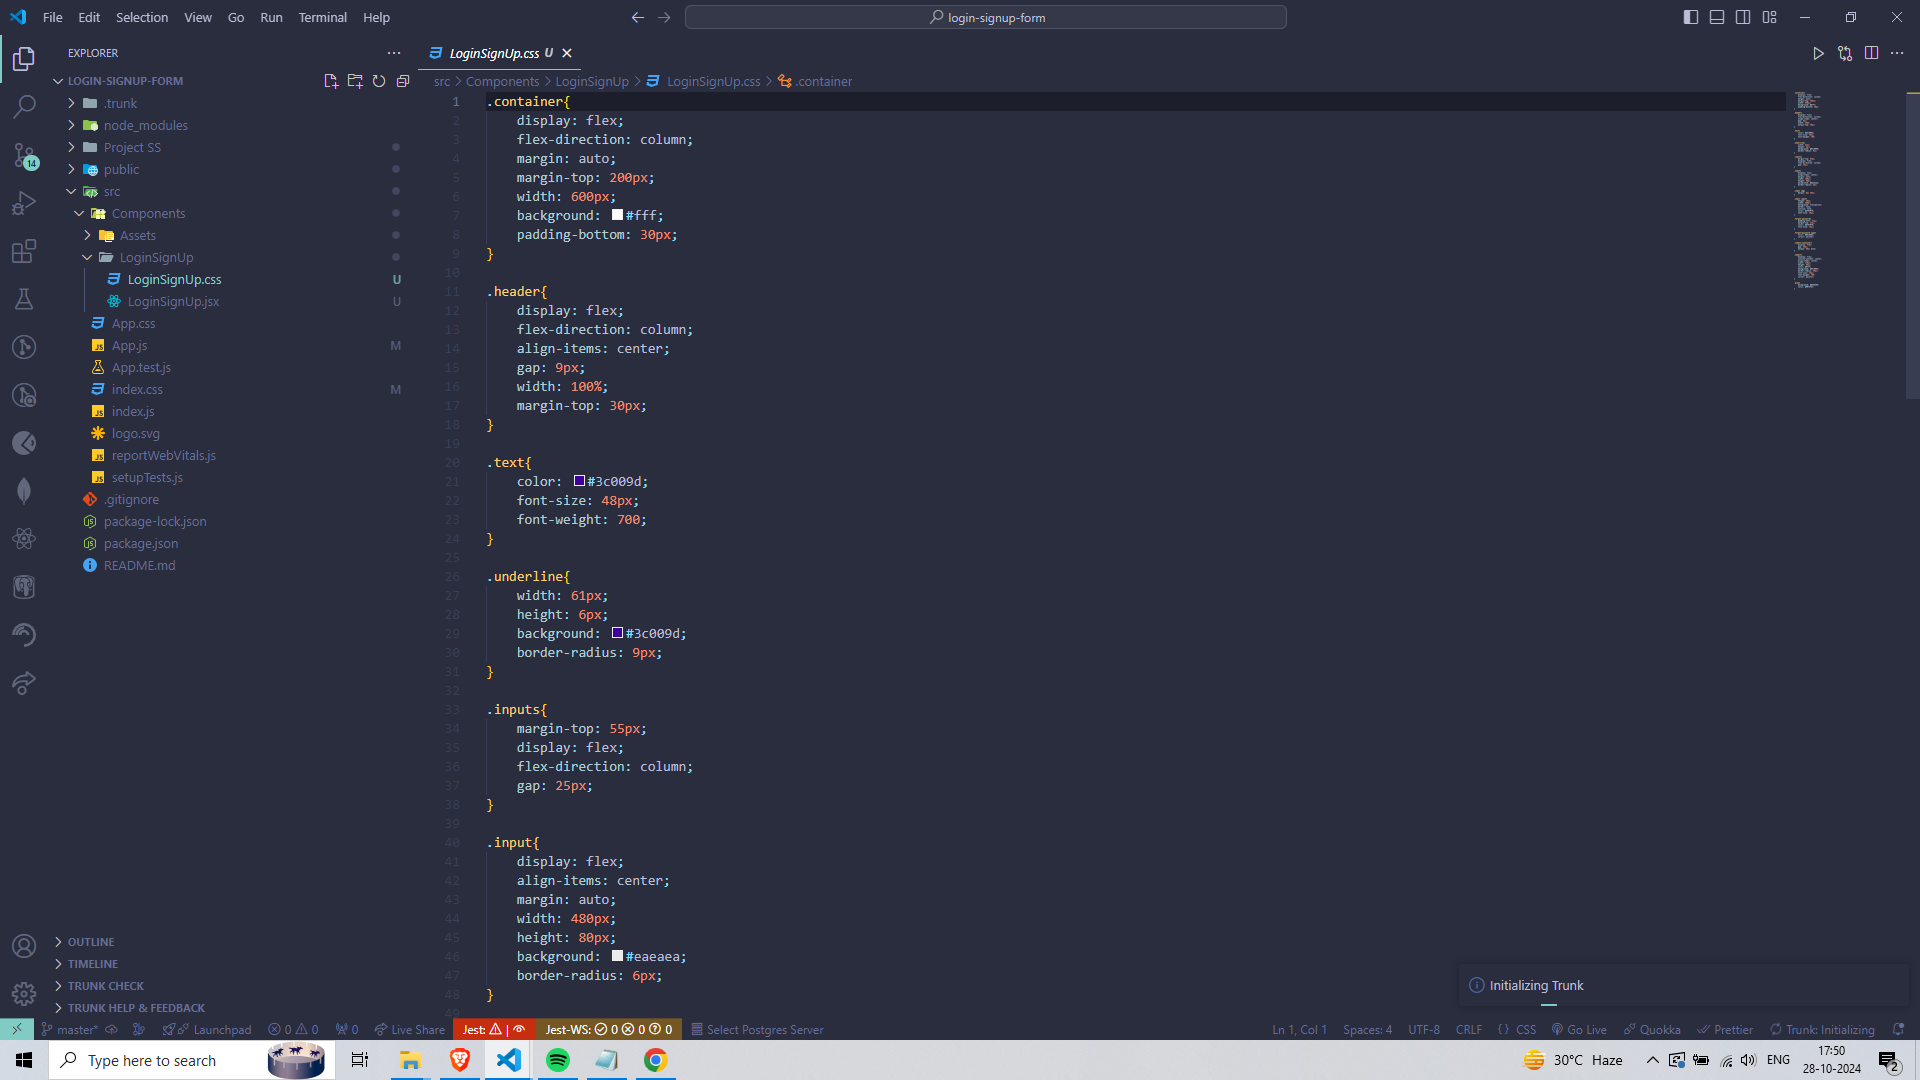 File Edit Selection View Go Run Terminal Help
login-signup-form
EXPLORER
LoginSignUp.css U
LOGIN-SIGNUP-FORM
src > Components > LoginSignUp > LoginSignUp.css > .container
.trunk
node_modules
Project SS
public
src
Components
Assets
LoginSignUp
LoginSignUp.css U
LoginSignUp.jsx U
App.css
App.js M
App.test.js
index.css M
index.js
logo.svg
reportWebVitals.js
setupTests.js
.gitignore
package-lock.json
package.json
README.md
14
OUTLINE
TIMELINE
TRUNK CHECK
TRUNK HELP & FEEDBACK
1 .container{
2 display: flex;
3 flex-direction: column;
4 margin: auto;
5 margin-top: 200px;
6 width: 600px;
7 background: #fff;
8 padding-bottom: 30px;
9 }
10
11 .header{
12 display: flex;
13 flex-direction: column;
14 align-items: center;
15 gap: 9px;
16 width: 100%;
17 margin-top: 30px;
18 }
19
20 .text{
21 color: #3c009d;
22 font-size: 48px;
23 font-weight: 700;
24 }
25
26 .underline{
27 width: 61px;
28 height: 6px;
29 background: #3c009d;
30 border-radius: 9px;
31 }
32
33 .inputs{
34 margin-top: 55px;
35 display: flex;
36 flex-direction: column;
37 gap: 25px;
38 }
39
40 .input{
41 display: flex;
42 align-items: center;
43 margin: auto;
44 width: 480px;
45 height: 80px;
46 background: #eaeaea;
47 border-radius: 6px;
48 }
49
Initializing Trunk
master* Launchpad 0 0 0 Live Share Jest: | Jest-WS: 0 0 0 Select Postgres Server Ln 1, Col 1 Spaces: 4 UTF-8 CRLF {} CSS Go Live Quokka Prettier Trunk: Initializing
Type here to search
30°C Haze ENG
17:50
28-10-2024
2